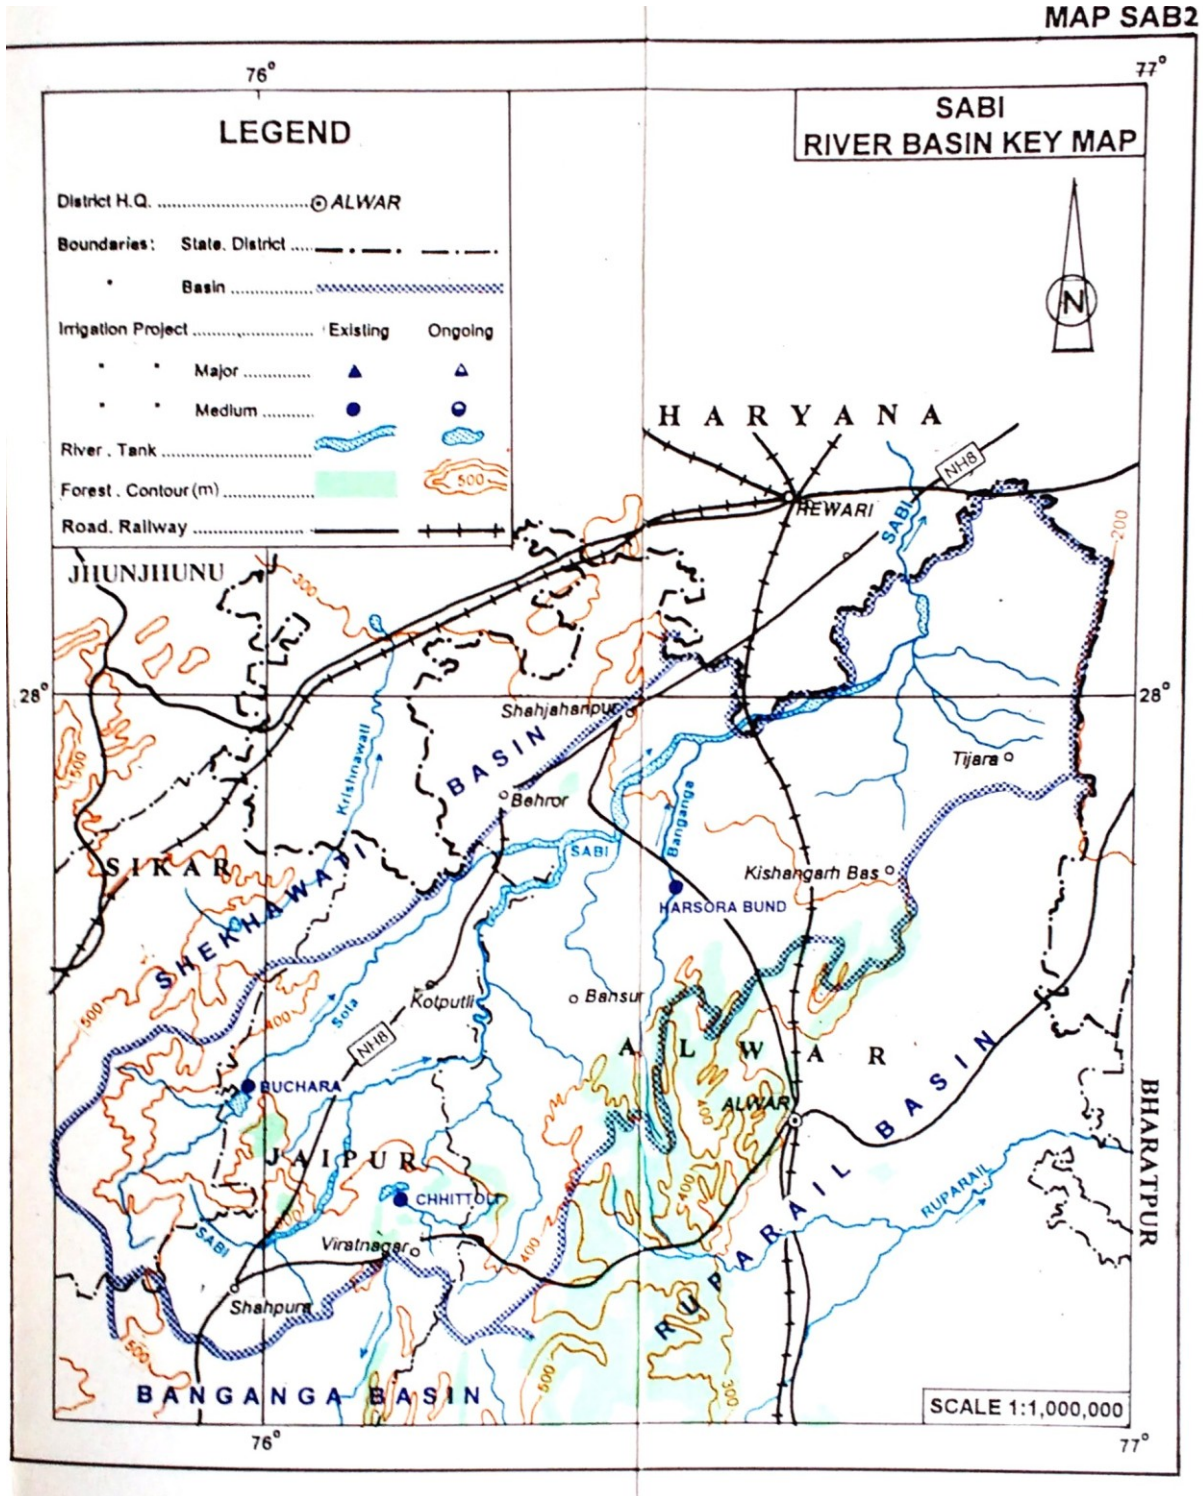 MAP SAB2
76° 77°
SABI
RIVER BASIN KEY MAP
LEGEND
District H.Q. ALWAR
Boundaries: State. District
" Basin
Irrigation Project Existing Ongoing
" " Major
" " Medium
River . Tank
Forest . Contour (m) 500
Road. Railway
N
HARYANA
NH8
REWARI
SABI
200
JHUNJHUNU
300
28° 28°
Shahjahanpur
BASIN
Krishnawati
500
Tijara
Behror
Banganga
SABI
SIKAR
Kishangarh Bas
SHEKHAWATI
HARSORA BUND
Kotputli
Bansur
500
400
Sota
NH8
ALWAR
BASIN
BUCHARA
400
ALWAR
BHARATPUR
JAIPUR
CHHITTOLI
400
RUPARAIL
SABI
Viratnagar
400
RUPARAIL
Shahpura
500
500
300
BANGANGA BASIN
SCALE 1:1,000,000
76° 77°